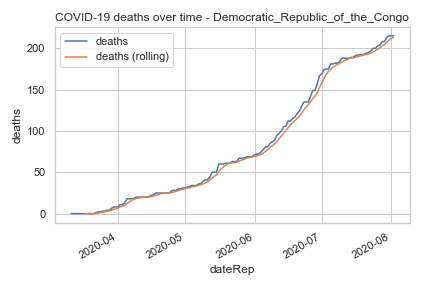 COVID-19 deaths over time - Democratic_Republic_of_the_Congo
deaths
deaths (rolling)
200
150
100
50
0
deaths
2020-04
2020-05
2020-06
2020-07
2020-08
dateRep